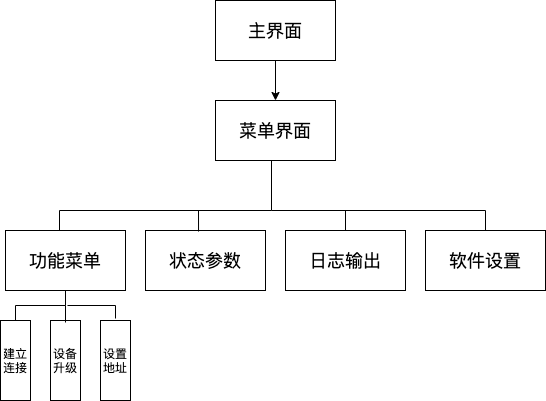 主界面
菜单界面
功能菜单
状态参数
日志输出
软件设置
建立
连接
设备
升级
设置
地址